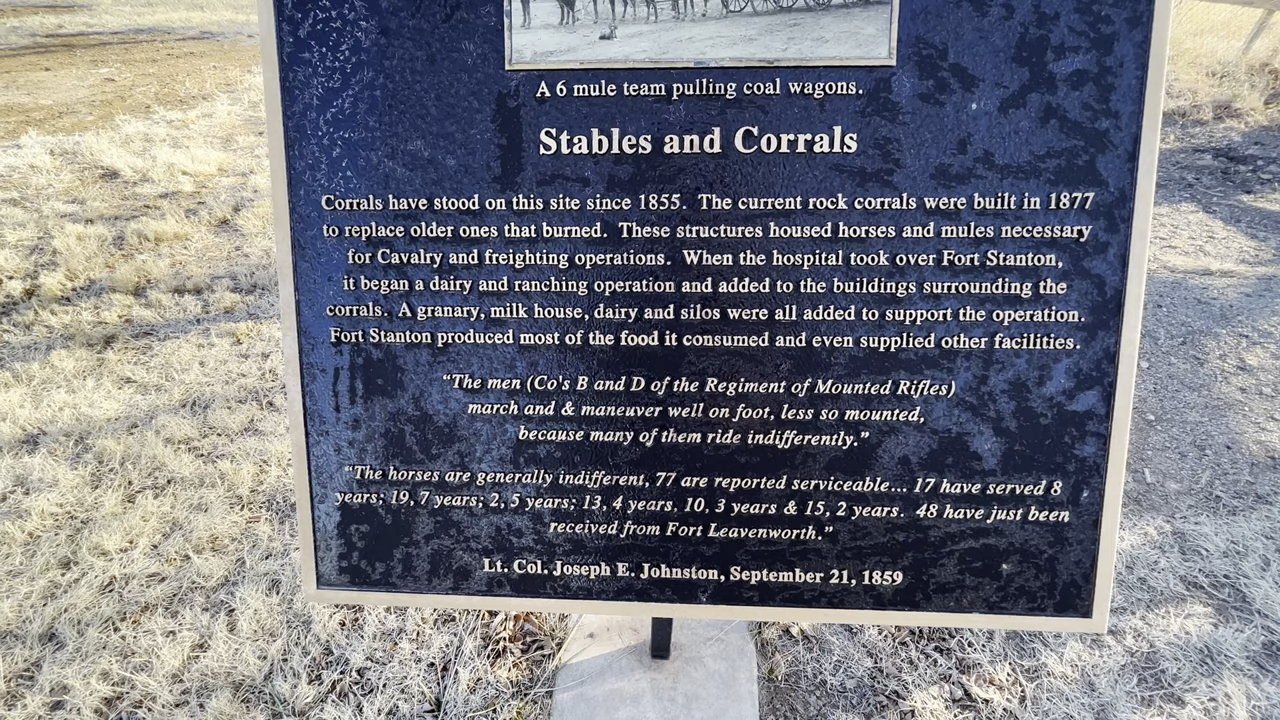 A 6 mule team pulling coal wagons.
Stables and Corrals
Corrals have stood on this site since 1855. The current rock corrals were built in 1877
to replace older ones that burned. These structures housed horses and mules necessary
for Cavalry and freighting operations. When the hospital took over Fort Stanton,
it began a dairy and ranching operation and added to the buildings surrounding the
corrals. A granary, milk house, dairy and silos were all added to support the operation.
Fort Stanton produced most of the food it consumed and even supplied other facilities.
“The men (Co's B and D of the Regiment of Mounted Rifles)
march and & maneuver well on foot, less so mounted,
because many of them ride indifferently.”
“The horses are generally indifferent, 77 are reported serviceable... 17 have served 8
years; 19, 7 years; 2, 5 years; 13, 4 years, 10, 3 years & 15, 2 years. 48 have just been
received from Fort Leavenworth.”
Lt. Col. Joseph E. Johnston, September 21, 1859